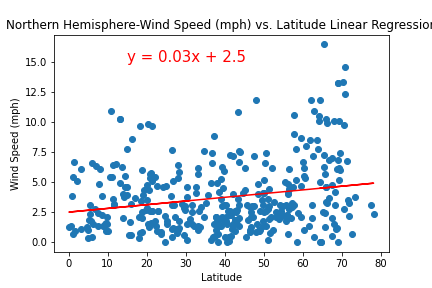 Northern Hemisphere-Wind Speed (mph) vs. Latitude Linear Regression
y = 0.03x + 2.5
Wind Speed (mph)
15.0
12.5
10.0
7.5
5.0
2.5
0.0
0 10 20 30 40 50 60 70 80
Latitude